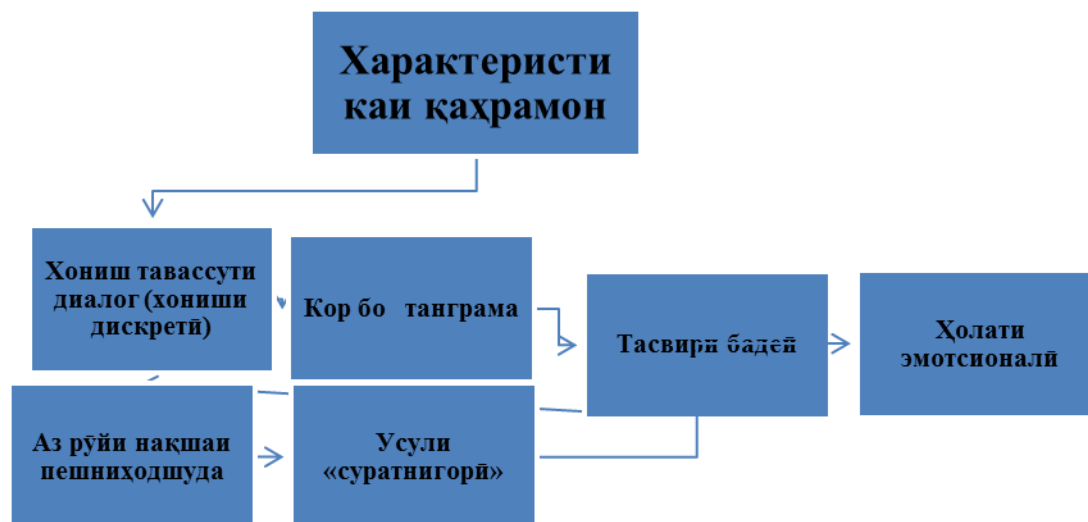 Характеристи
каи қаҳрамон
Хониш тавассути
диалог (хониши
дискретӣ)
Кор бо танграма
Тасвири бадеӣ
Ҳолати
эмотсионалӣ
Аз рӯйи нақшаи
пешниҳодшуда
Усули
«суратнигорӣ»